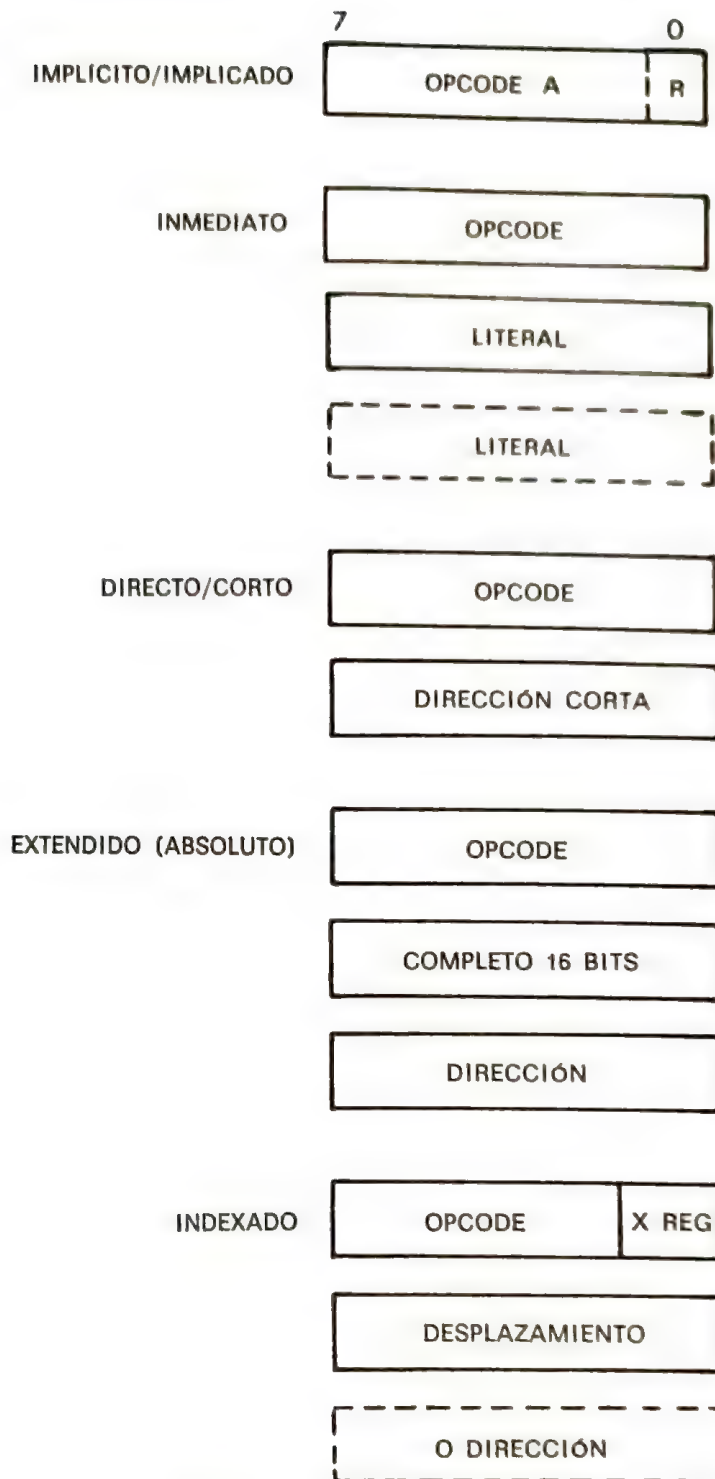 7 0
IMPLÍCITO/IMPLICADO OPCODE A R
INMEDIATO OPCODE
LITERAL
LITERAL
DIRECTO/CORTO OPCODE
DIRECCIÓN CORTA
EXTENDIDO (ABSOLUTO) OPCODE
COMPLETO 16 BITS
DIRECCIÓN
INDEXADO OPCODE X REG
DESPLAZAMIENTO
O DIRECCIÓN